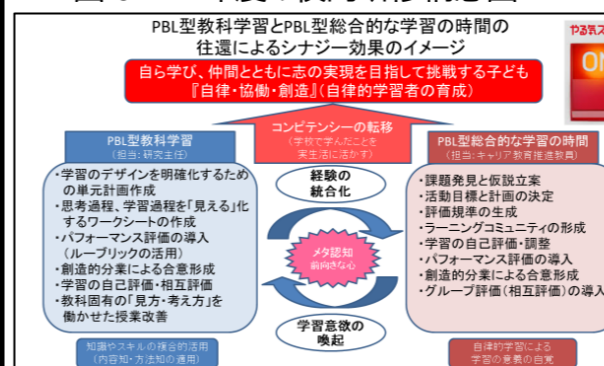 PBL型教科学習とPBL型総合的な学習の時間の
往還によるシナジー効果のイメージ
自ら学び、仲間とともに志の実現を目指して挑戦する子ども
『自律・協働・創造』(自律的学習者の育成)
コンピテンシーの転移
(学校で学んだことを
実生活に活かす)
PBL型教科学習
(担当:研究主任)
・学習のデザインを明確化するため
の単元計画作成
・思考過程、学習過程を「見える」化
するワークシートの作成
・パフォーマンス評価の導入
(ルーブリックの活用)
・創造的分業による合意形成
・学習の自己評価・相互評価
・教科固有の「見方・考え方」を
働かせた授業改善
知識やスキルの複合的活用
(内容知・方法知の適用)
経験の
統合化
メタ認知
前向きな心
学習意欲の
喚起
PBL型総合的な学習の時間
(担当:キャリア教育推進教員)
・課題発見と仮説立案
・活動目標と計画の決定
・評価規準の生成
・ラーニングコミュニティの形成
・学習の自己評価・調整
・パフォーマンス評価の導入
・創造的分業による合意形成
・グループ評価(相互評価)の導入
自律的学習による
学習の意義の自覚
やる気ス
ON